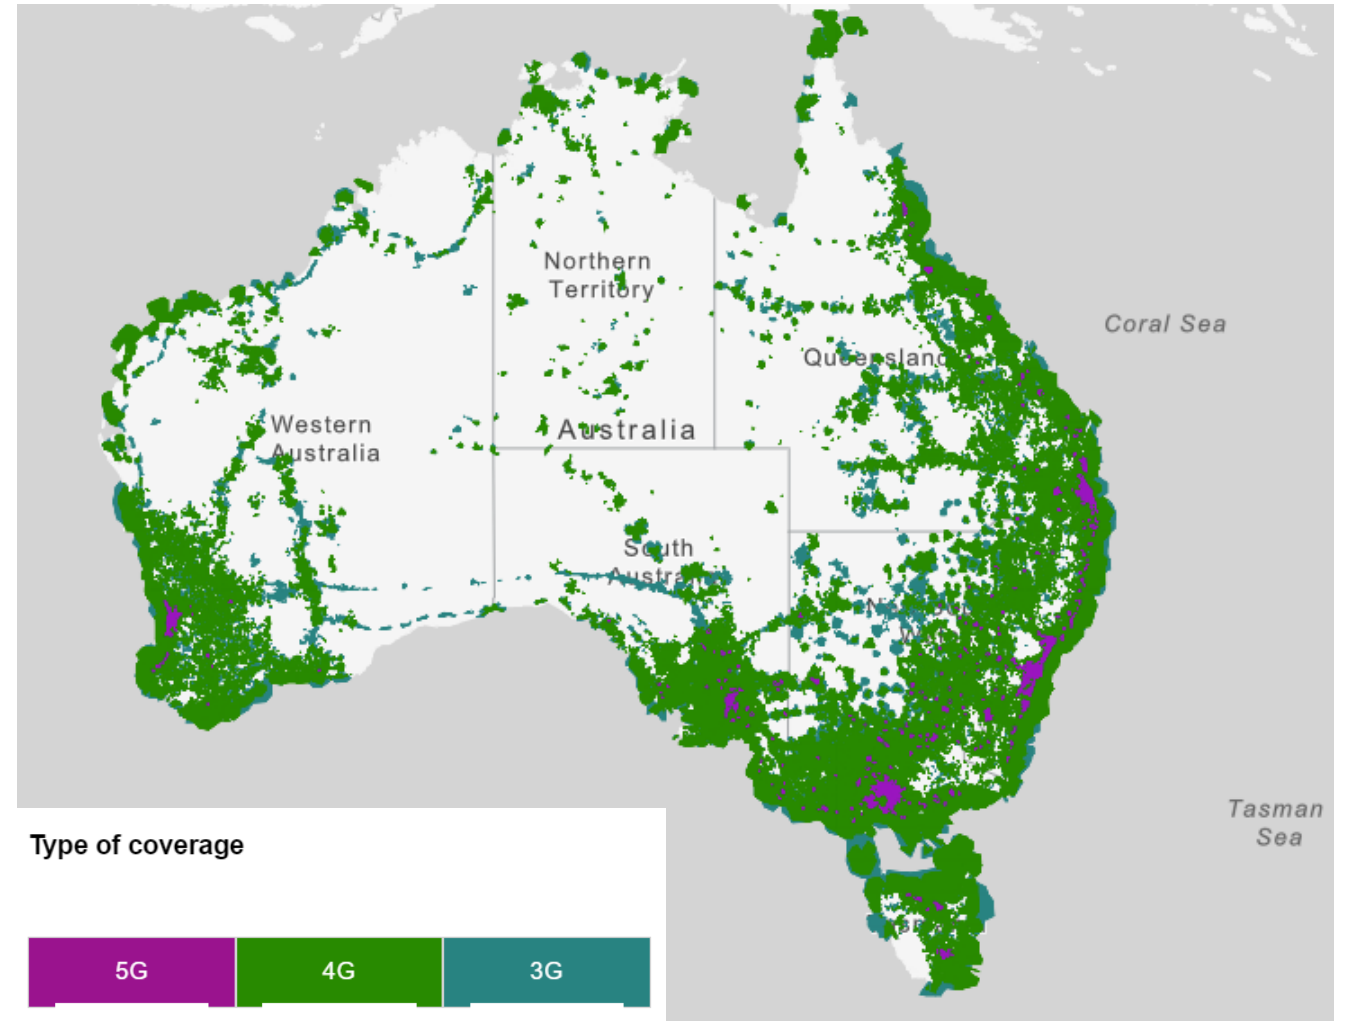 Northern
Territory
Coral Sea
Queensland
Western
Australia
Australia
South
Tasman
Sea
Type of coverage
5G
4G
3G